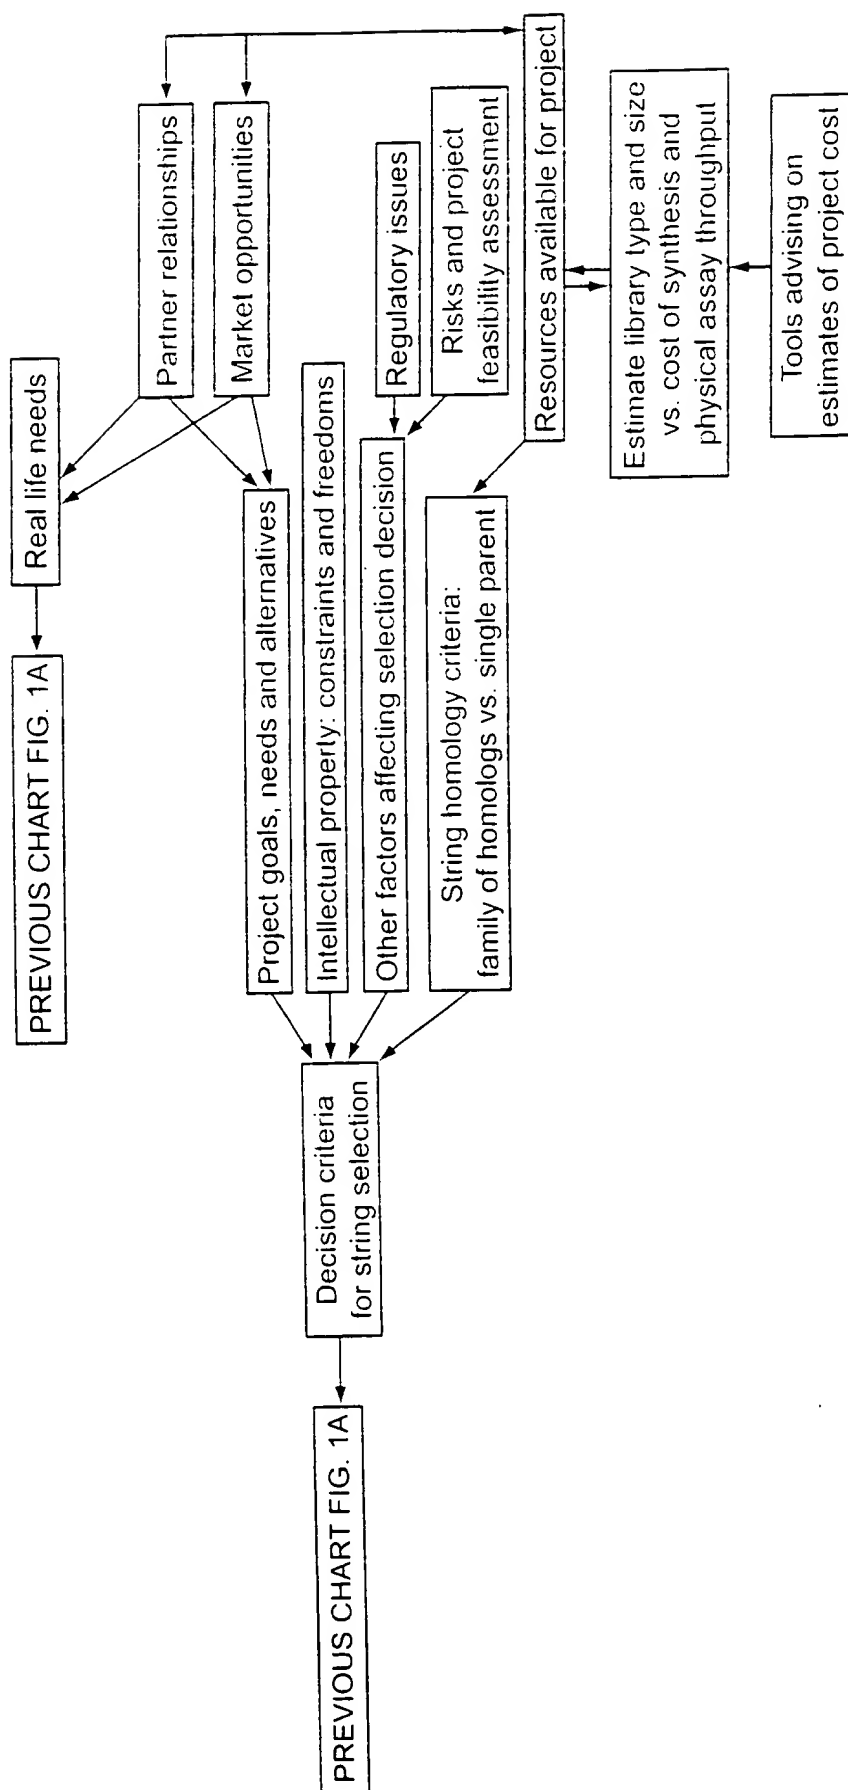 PREVIOUS CHART FIG. 1A
Real life needs
Partner relationships
Market opportunities
Project goals, needs and alternatives
Intellectual property: constraints and freedoms
Regulatory issues
Other factors affecting selection decision
Risks and project
feasibility assessment
String homology criteria:
family of homologs vs. single parent
Resources available for project
Decision criteria
for string selection
PREVIOUS CHART FIG. 1A
Estimate library type and size
vs. cost of synthesis and
physical assay throughput
Tools advising on
estimates of project cost